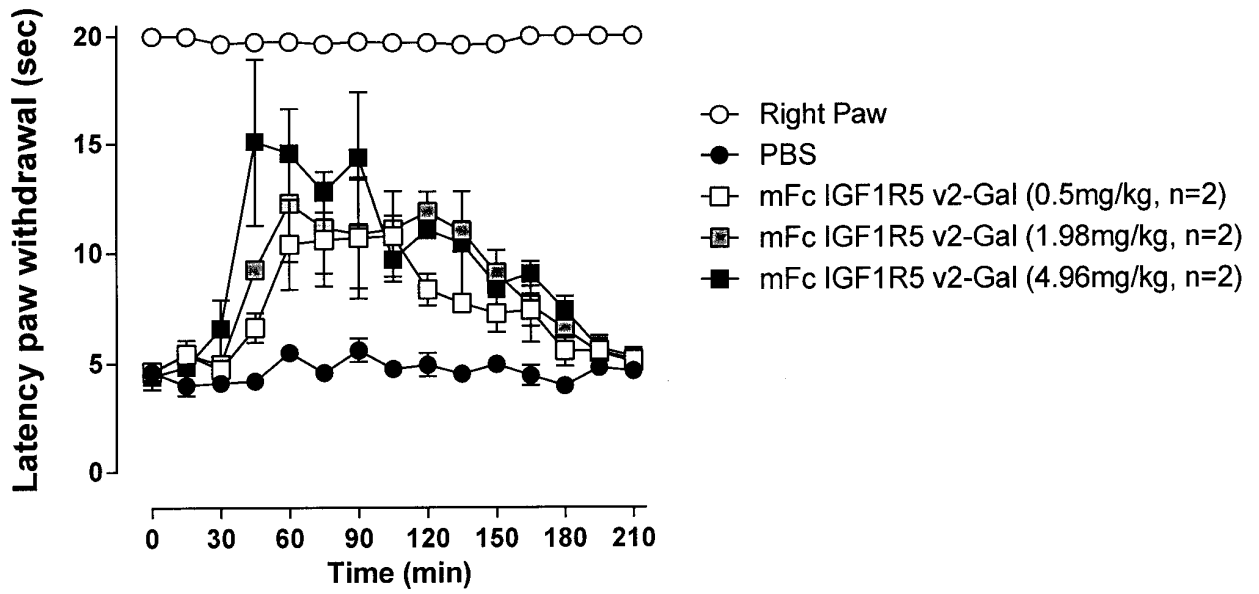 Latency paw withdrawal (sec)
20
15
10
5
0
0 30 60 90 120 150 180 210
Time (min)
Right Paw
PBS
mFc IGF1R5 v2-Gal (0.5mg/kg, n=2)
mFc IGF1R5 v2-Gal (1.98mg/kg, n=2)
mFc IGF1R5 v2-Gal (4.96mg/kg, n=2)